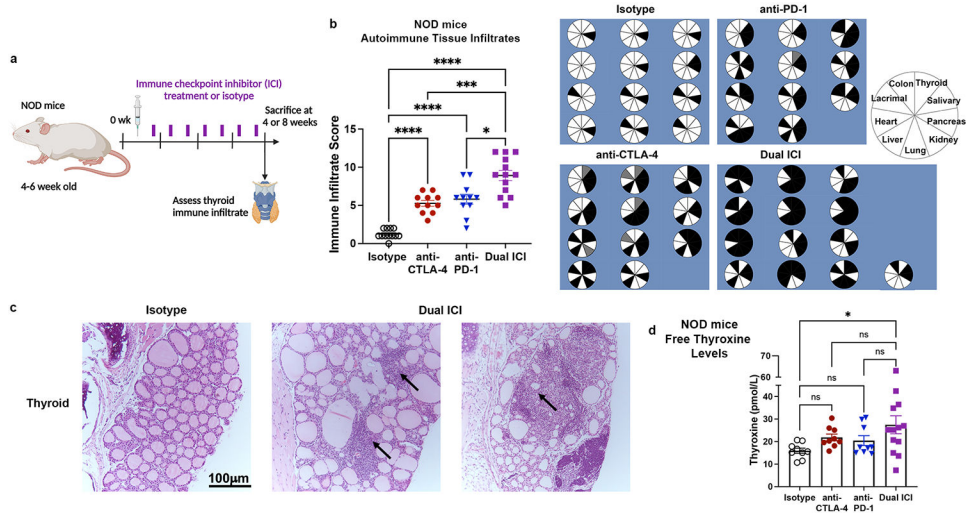 a
NOD mice
4-6 week old
0 wk
Immune checkpoint inhibitor (ICI)
treatment or isotype
Sacrifice at
4 or 8 weeks
Assess thyroid
immune infiltrate
b
NOD mice
Autoimmune Tissue Infiltrates
****
***
****
****
*
Immune Infiltrate Score
15
10
5
0
Isotype
anti-
CTLA-4
anti-
PD-1
Dual ICI
Isotype
anti-PD-1
anti-CTLA-4
Dual ICI
Colon
Thyroid
Lacrimal
Salivary
Heart
Pancreas
Liver
Kidney
Lung
c
Isotype
Dual ICI
Thyroid
100µm
d
NOD mice
Free Thyroxine
Levels
*
ns
ns
ns
ns
Thyroxine (pmol/L)
70
60
50
40
30
20
10
Isotype
anti-
CTLA-4
anti-
PD-1
Dual ICI